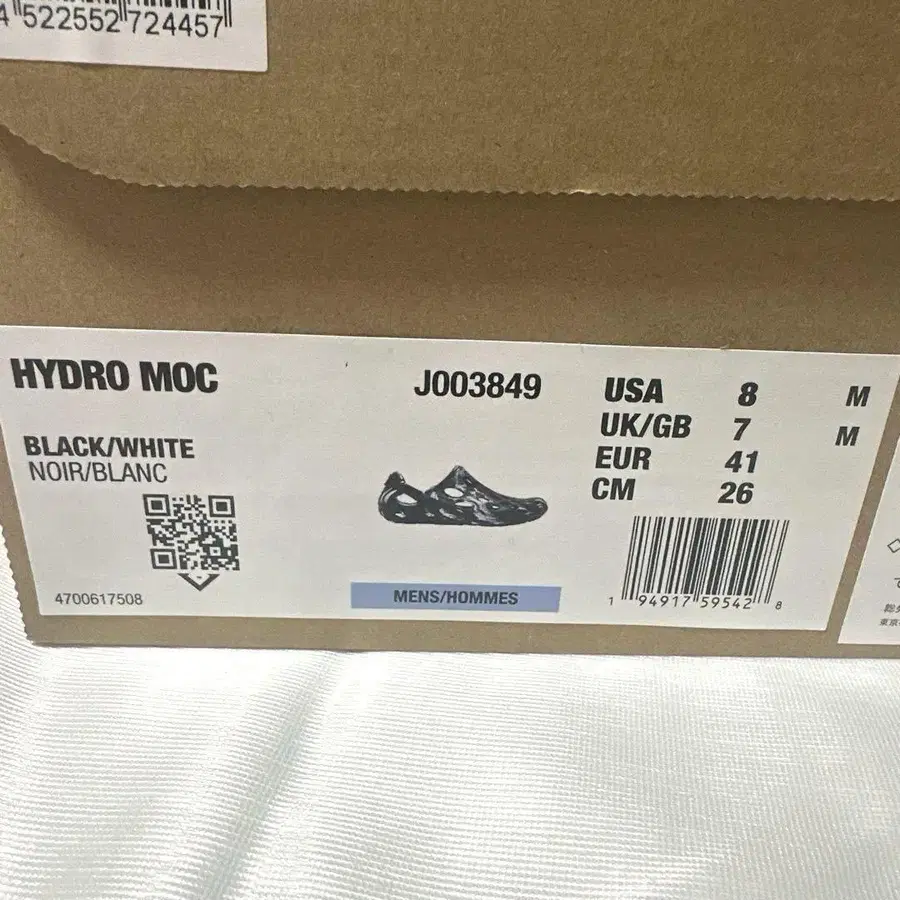 4 522552 724457
HYDRO MOC
J003849
BLACK/WHITE
NOIR/BLANC
USA 8 M
UK/GB 7 M
EUR 41
CM 26
4700617508
MENS/HOMMES
1 94917 59542 8